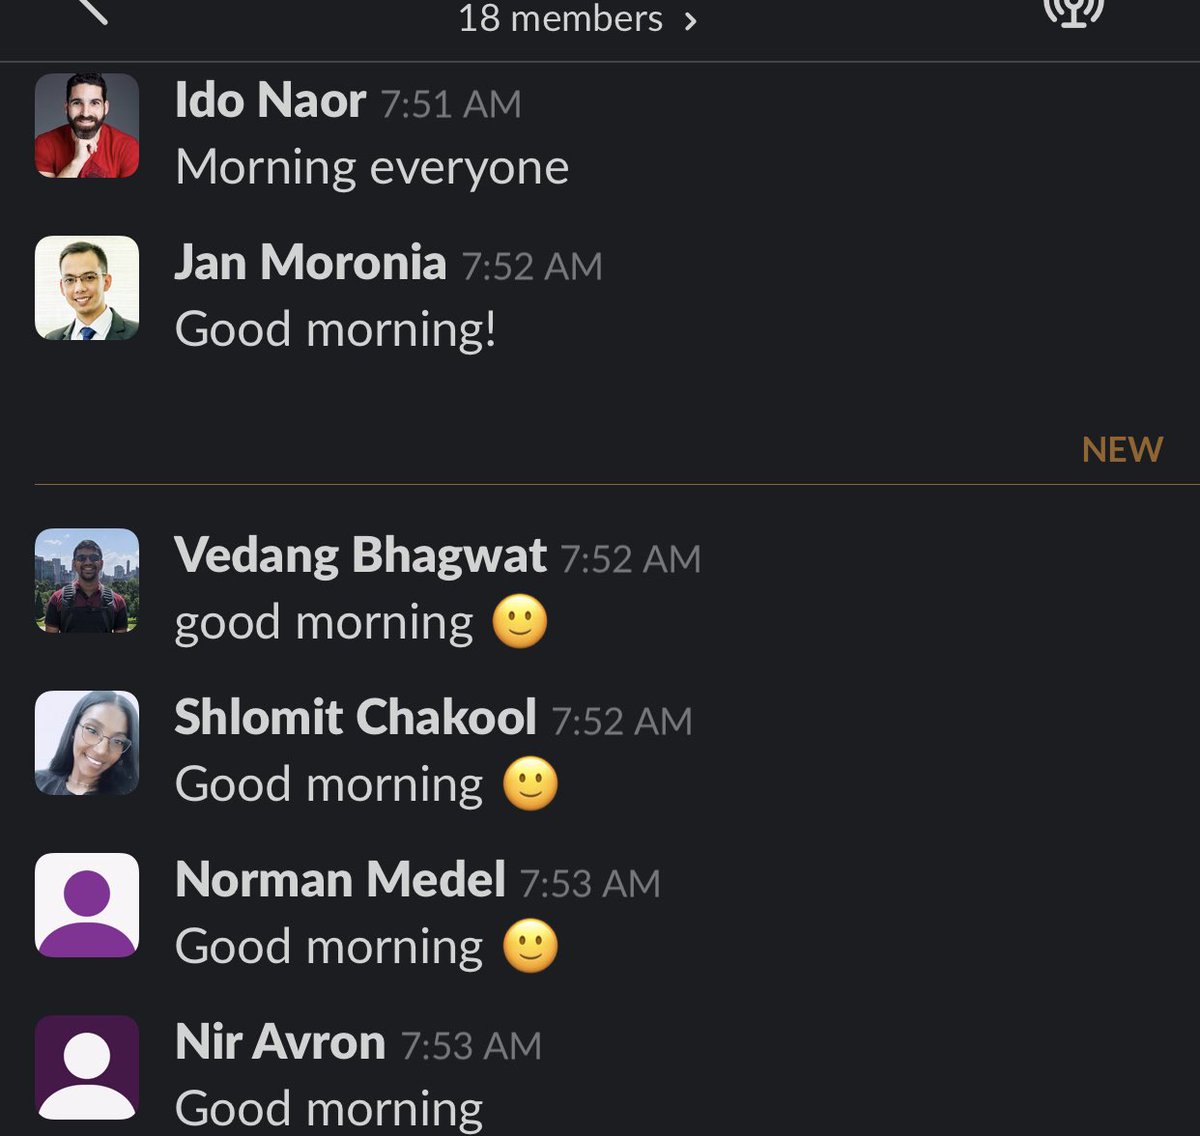 18 members >
Ido Naor 7:51 AM
Morning everyone
Jan Moronia 7:52 AM
Good morning!
NEW
Vedang Bhagwat 7:52 AM
good morning 🙂
Shlomit Chakool 7:52 AM
Good morning 🙂
Norman Medel 7:53 AM
Good morning 🙂
Nir Avron 7:53 AM
Good morning